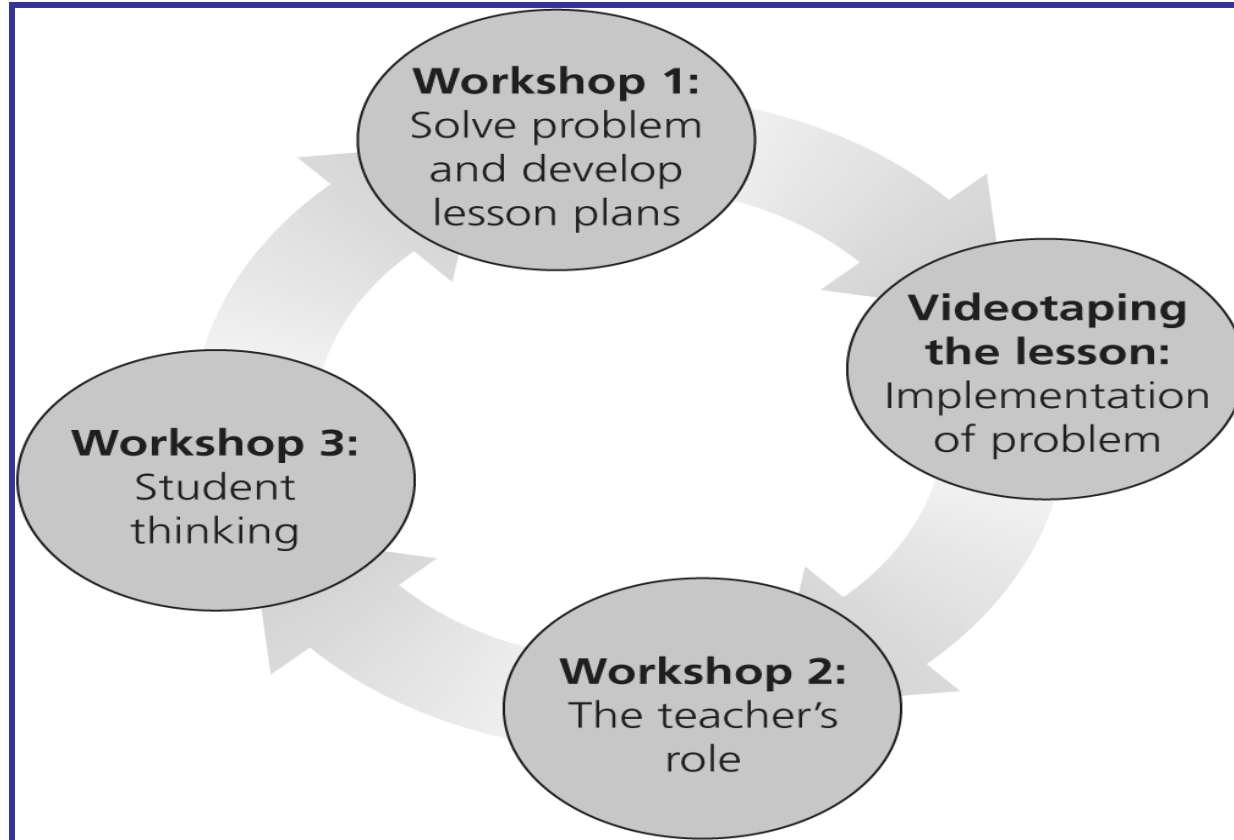 Workshop 1:
Solve problem
and develop
lesson plans
Videotaping
the lesson:
Implementation
of problem
Workshop 2:
The teacher’s
role
Workshop 3:
Student
thinking